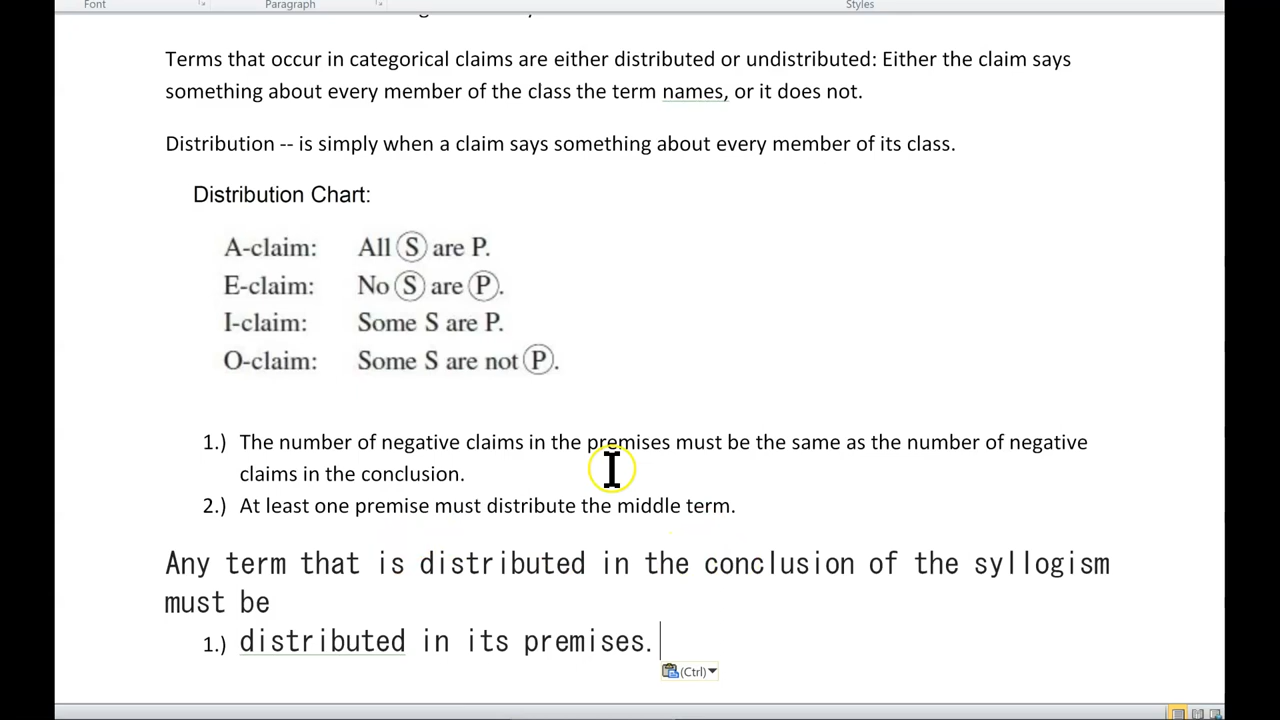 Font
Paragraph
Styles
Terms that occur in categorical claims are either distributed or undistributed: Either the claim says
something about every member of the class the term names, or it does not.
Distribution -- is simply when a claim says something about every member of its class.
Distribution Chart:
A-claim: All S are P.
E-claim: No S are P.
I-claim: Some S are P.
O-claim: Some S are not P.
1.) The number of negative claims in the premises must be the same as the number of negative
claims in the conclusion.
2.) At least one premise must distribute the middle term.
Any term that is distributed in the conclusion of the syllogism
must be
1.) distributed in its premises.
(Ctrl)